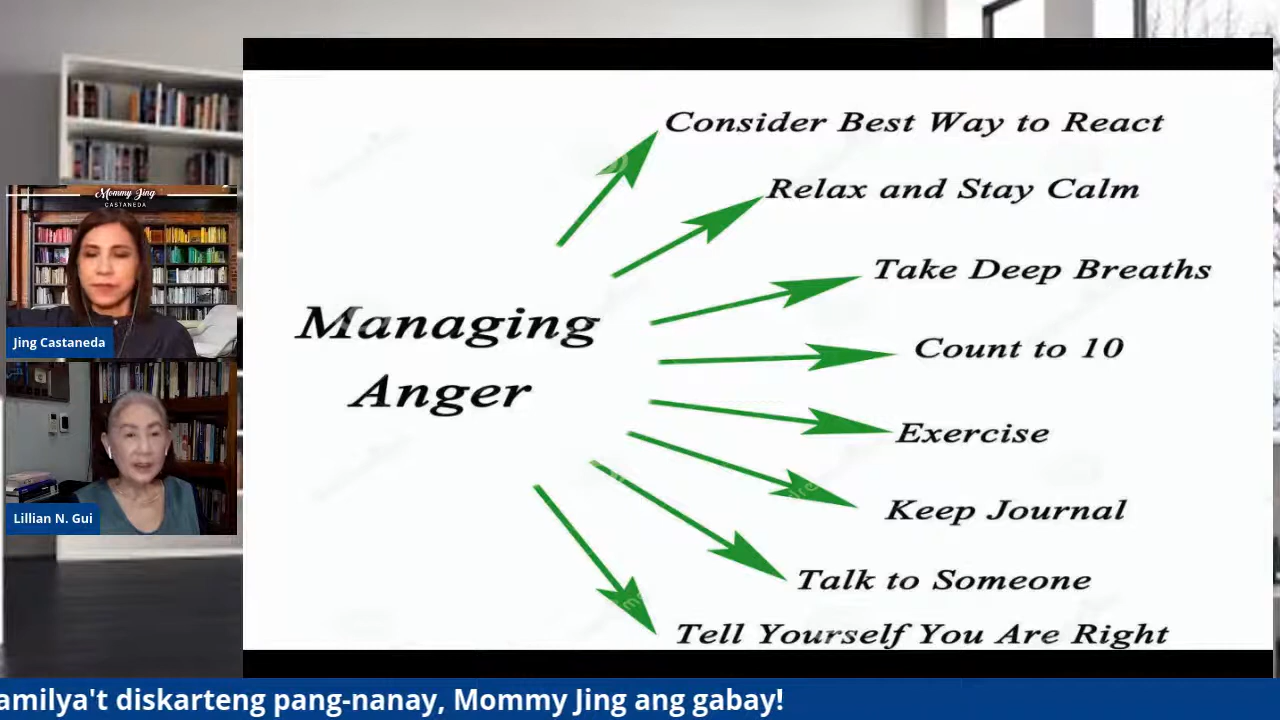 Consider Best Way to React
Relax and Stay Calm
Take Deep Breaths
Managing
Anger
Count to 10
Exercise
Keep Journal
Talk to Someone
Tell Yourself You Are Right
Mommy Jing
CASTANEDA
Jing Castaneda
Lillian N. Gui
amilya't diskarteng pang-nanay, Mommy Jing ang gabay!